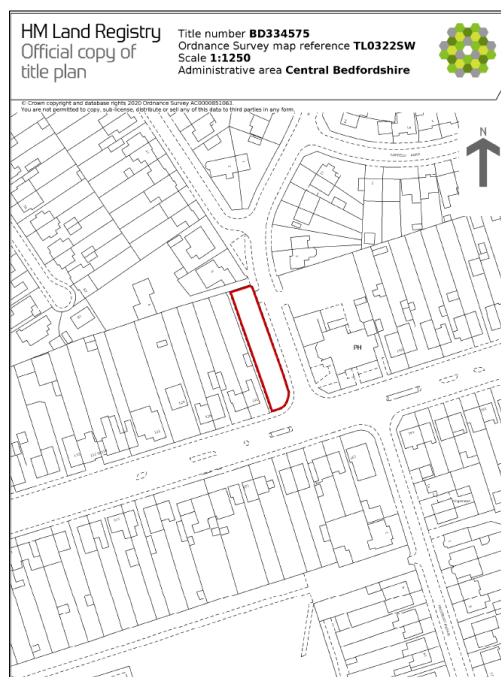 HM Land Registry
Official copy of
title plan
Title number BD334575
Ordnance Survey map reference TL0322SW
Scale 1:1250
Administrative area Central Bedfordshire
© Crown copyright and database rights 2020 Ordnance Survey AC0000851063.
You are not permitted to copy, sub-license, distribute or sell any of this data to third parties in any form.
N
PH